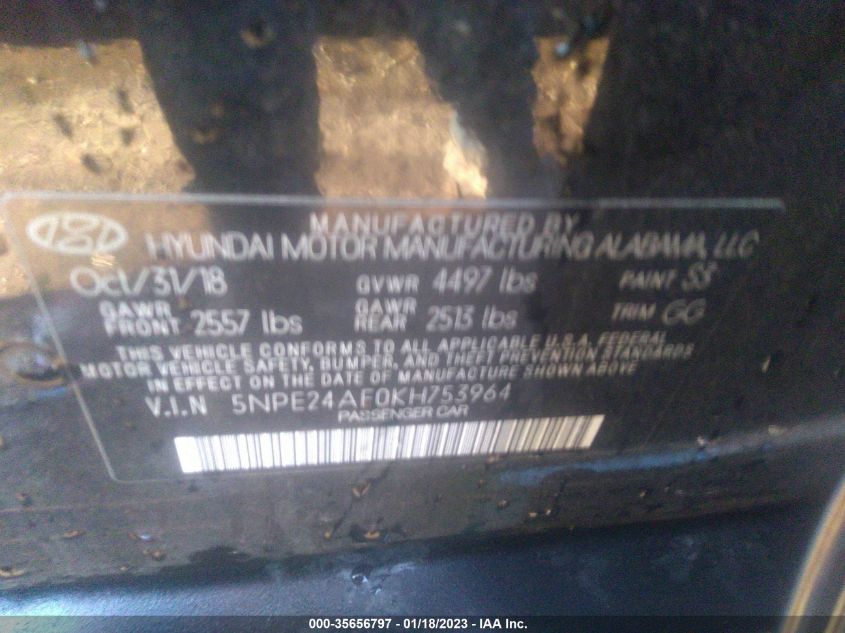 MANUFACTURED BY
HYUNDAI MOTOR MANUFACTURING ALABAMA, LLC
Oct/31/18 GVWR 4497 lbs PAINT S3
GAWR FRONT 2557 lbs GAWR REAR 2513 lbs TRIM GG
THIS VEHICLE CONFORMS TO ALL APPLICABLE U.S.A. FEDERAL
MOTOR VEHICLE SAFETY, BUMPER, AND THEFT PREVENTION STANDARDS
IN EFFECT ON THE DATE OF MANUFACTURE SHOWN ABOVE
V.I.N 5NPE24AF0KH753964
PASSENGER CAR
000-35656797 - 01/18/2023 - IAA Inc.